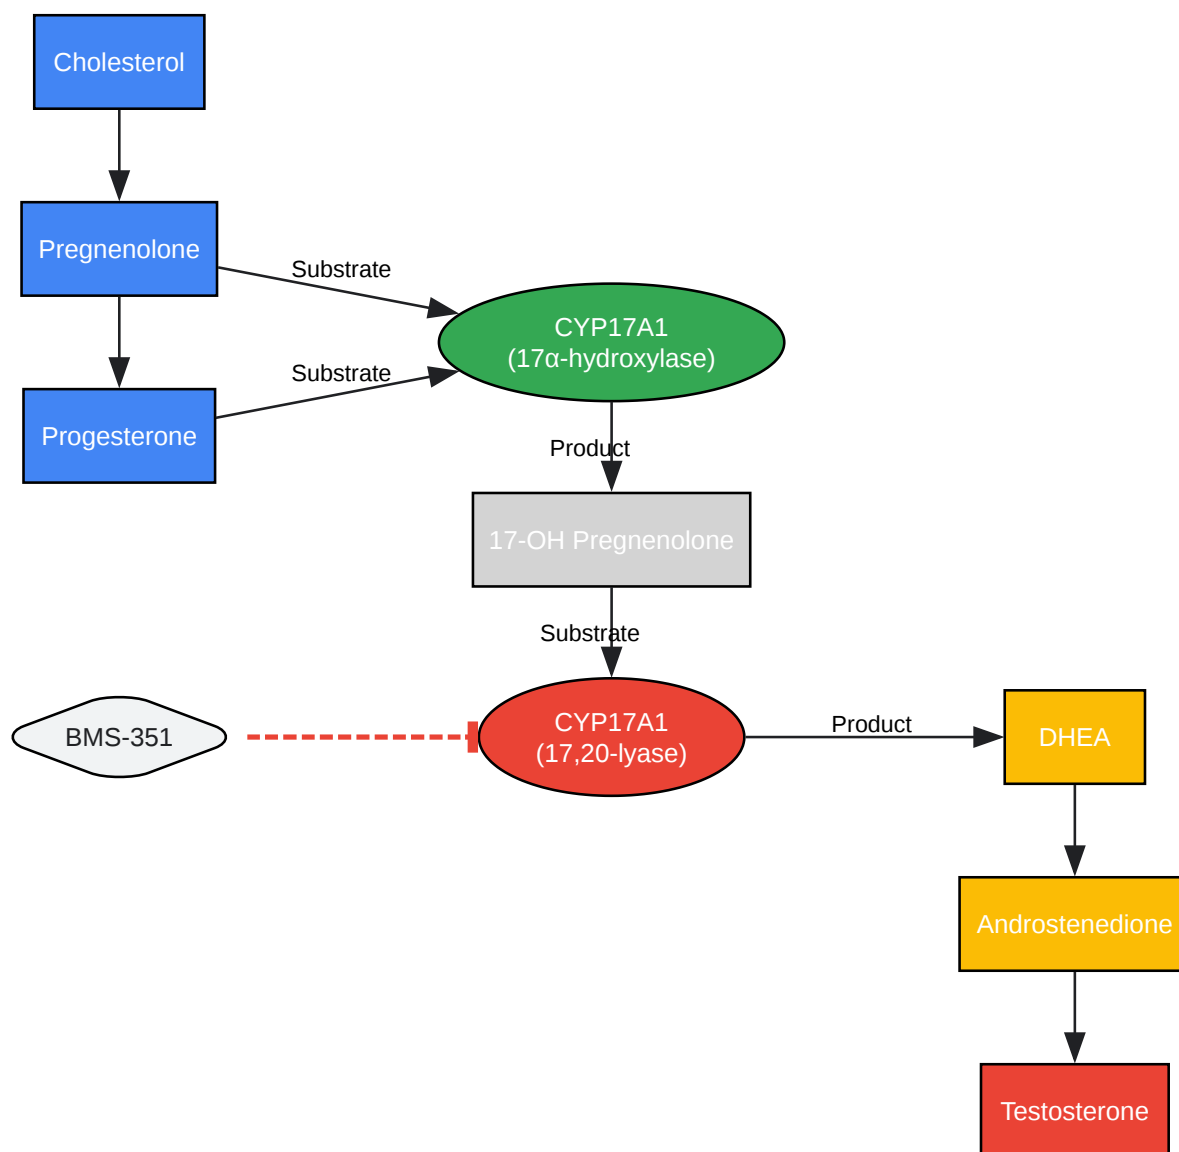 Cholesterol
Pregnenolone
Substrate
CYP17A1
(17α-hydroxylase)
Substrate
Progesterone
Product
17-OH Pregnenolone
Substrate
BMS-351
CYP17A1
(17,20-lyase)
Product
DHEA
Androstenedione
Testosterone